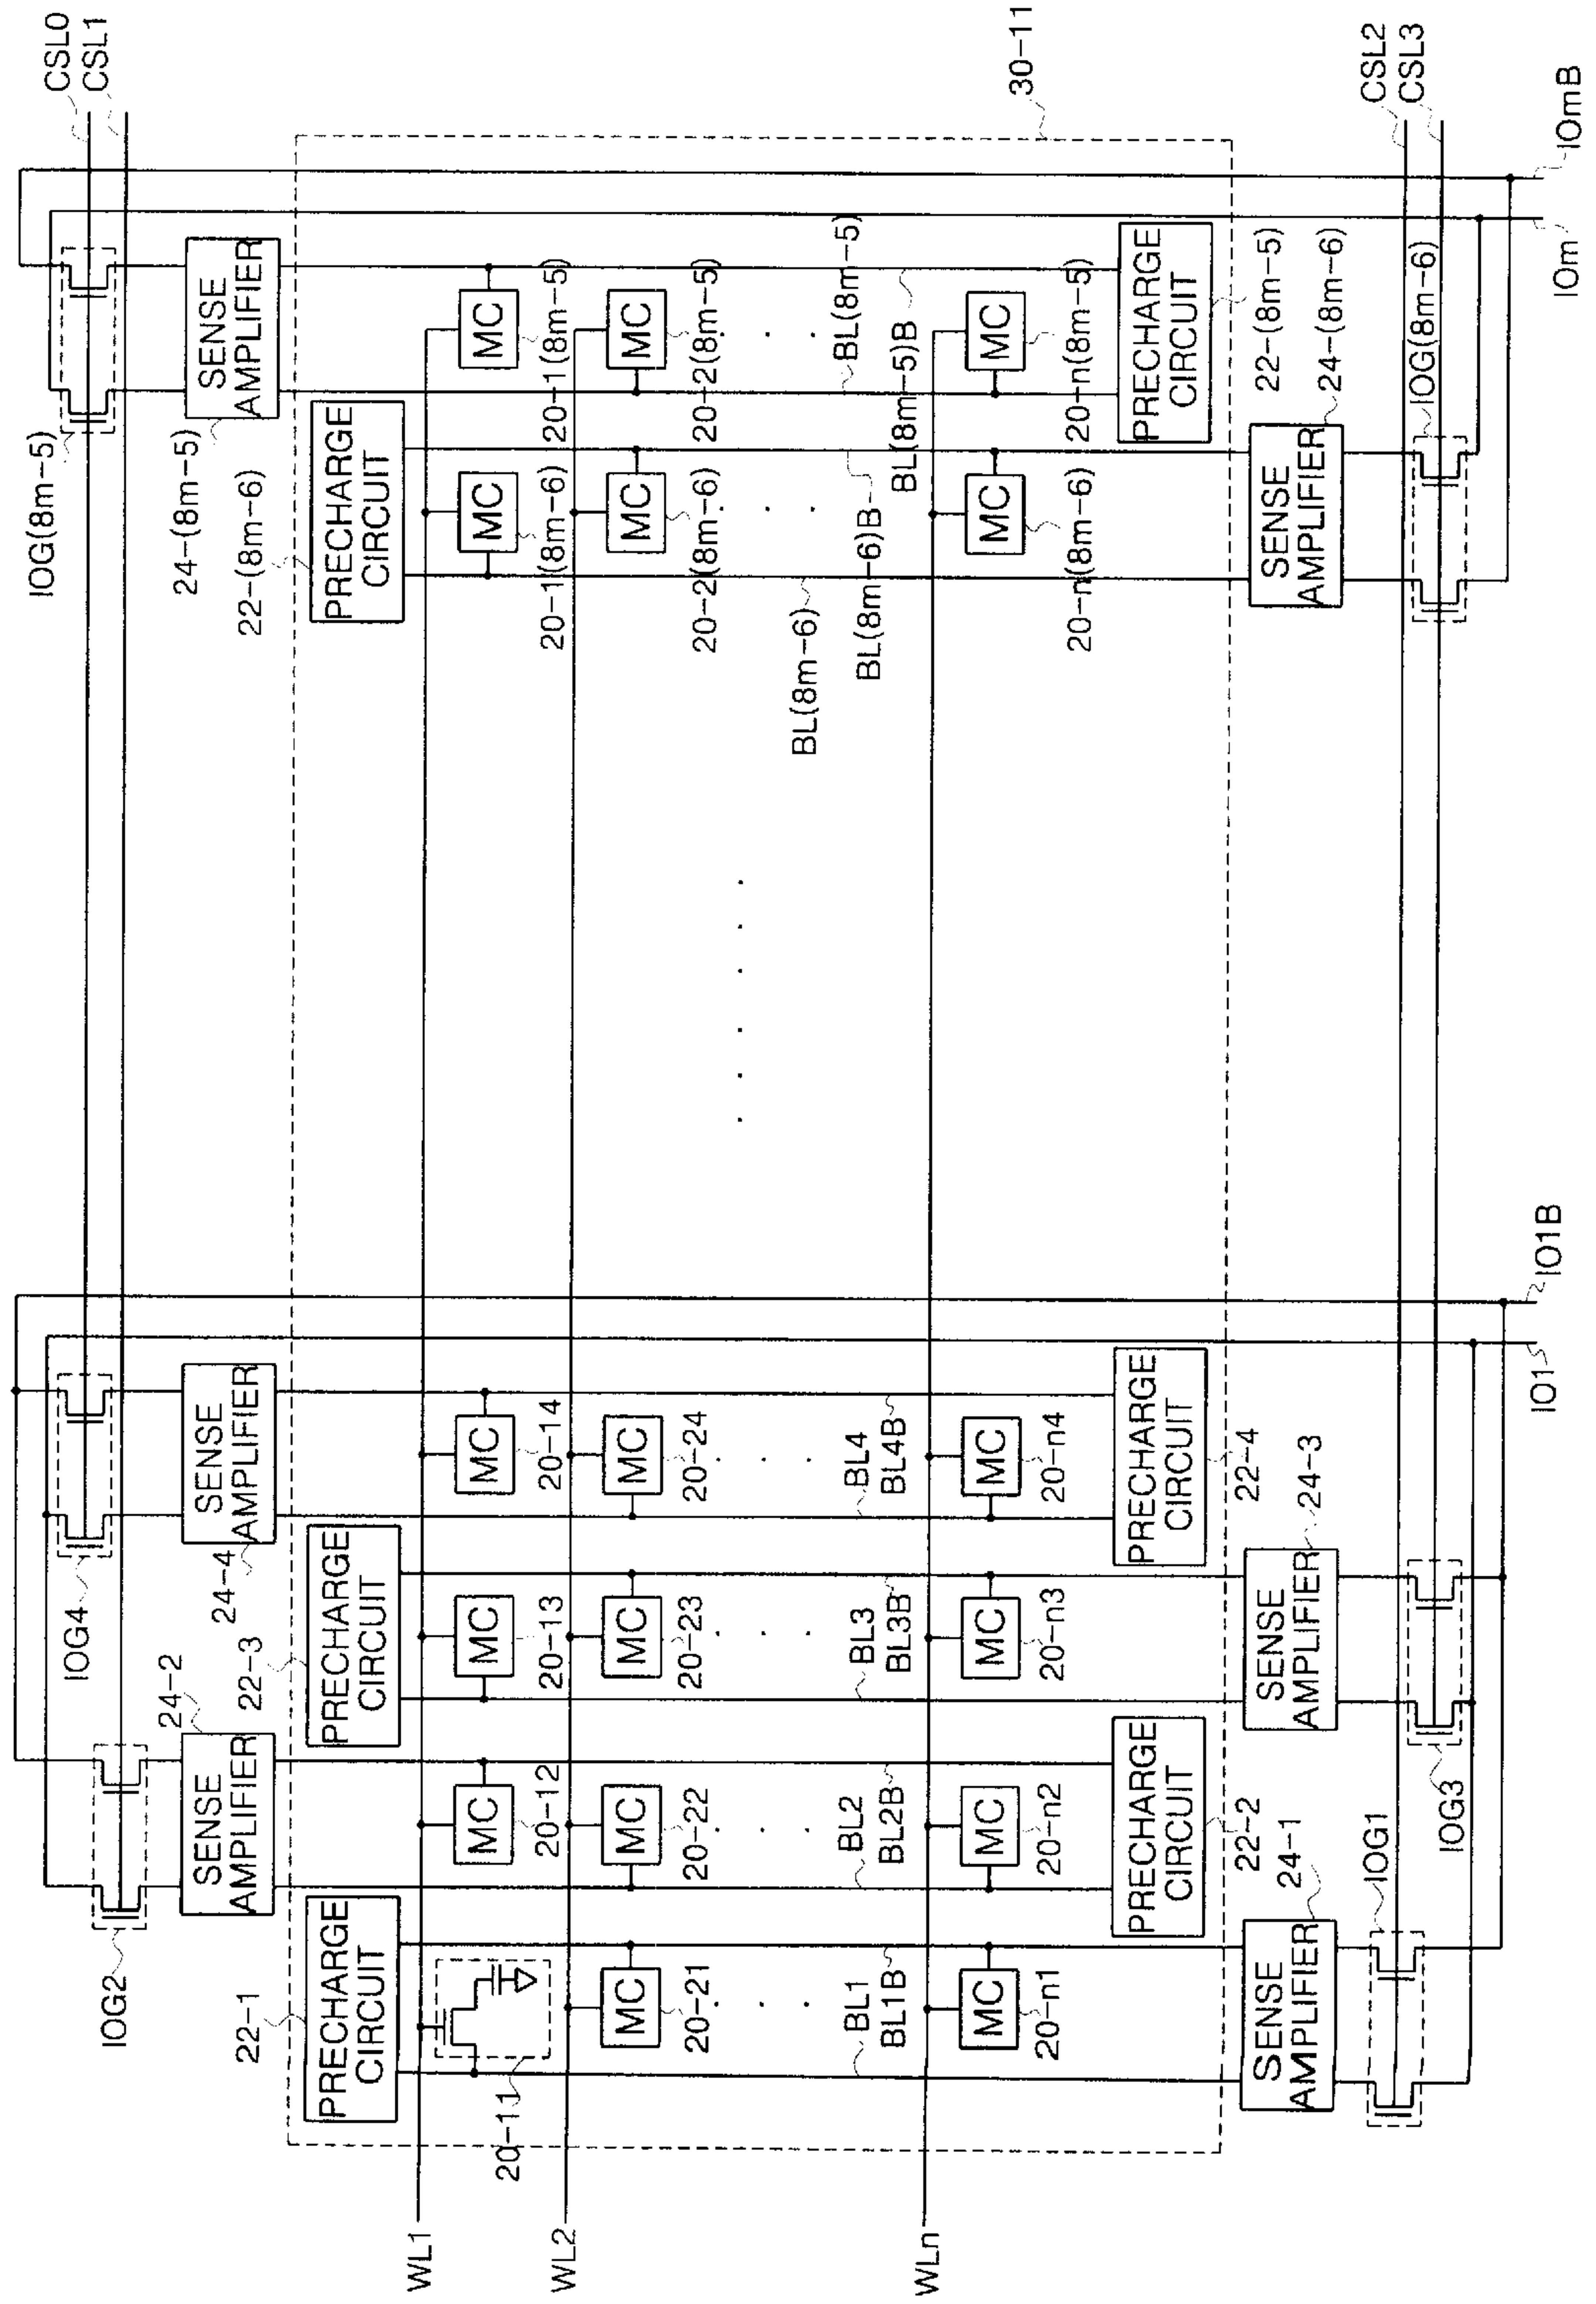 CSL0
CSL1
IOG2
IOG4
IOG(8m-5)
24-2
24-4
24-(8m-5)
SENSE AMPLIFIER
SENSE AMPLIFIER
SENSE AMPLIFIER
22-1
22-3
22-(8m-6)
30-11
PRECHARGE CIRCUIT
PRECHARGE CIRCUIT
PRECHARGE CIRCUIT
WL1
MC
MC
MC
MC
MC
20-11
20-12
20-13
20-14
20-1(8m-6)
20-1(8m-5)
WL2
MC
MC
MC
MC
MC
MC
20-21
20-22
20-23
20-24
20-2(8m-6)
20-2(8m-5)
BL1
BL1B
BL2
BL2B
BL3
BL3B
BL4
BL4B
BL(8m-6)
BL(8m-6)B
BL(8m-5)
BL(8m-5)B
WLn
MC
MC
MC
MC
MC
MC
20-n1
20-n2
20-n3
20-n4
20-n(8m-6)
20-n(8m-5)
PRECHARGE CIRCUIT
PRECHARGE CIRCUIT
PRECHARGE CIRCUIT
22-2
22-4
22-(8m-5)
24-1
24-3
24-(8m-6)
SENSE AMPLIFIER
SENSE AMPLIFIER
SENSE AMPLIFIER
IOG1
IOG3
IOG(8m-6)
CSL2
CSL3
IO1
IO1B
IOm
IOmB